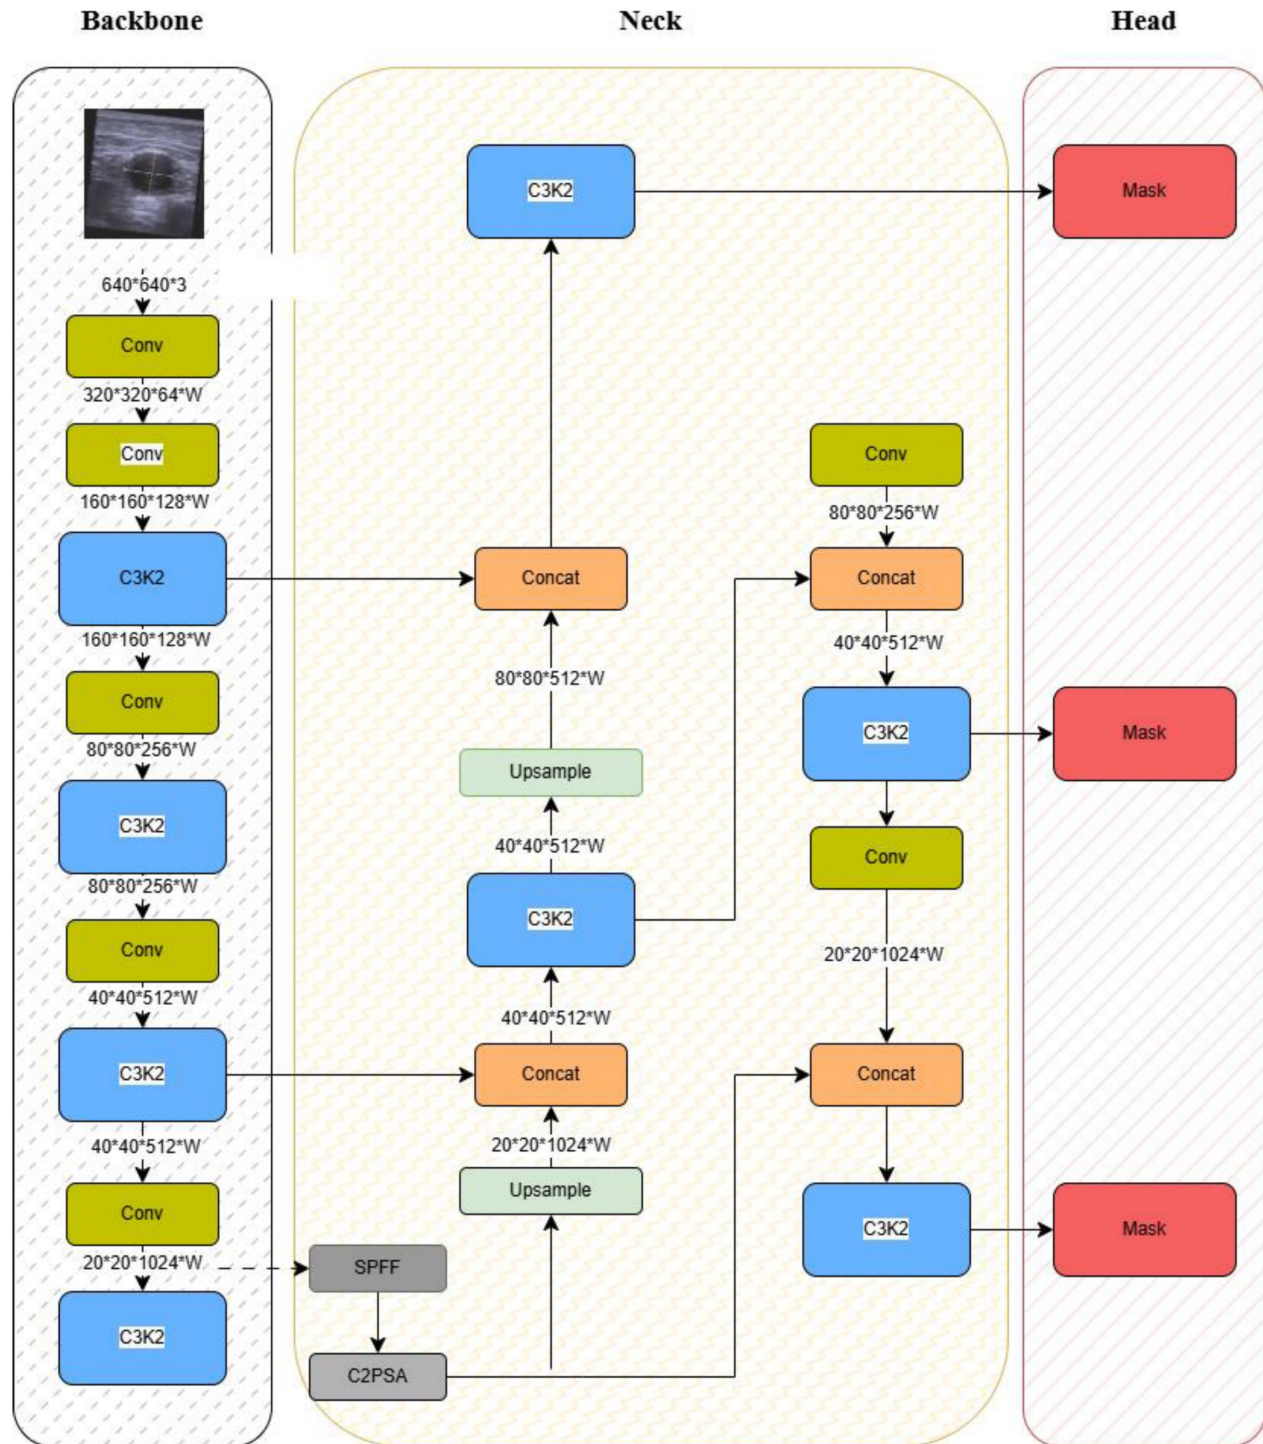 Backbone
Neck
Head
640*640*3
Conv
320*320*64*W
Conv
160*160*128*W
C3K2
160*160*128*W
Conv
80*80*256*W
C3K2
80*80*256*W
Conv
40*40*512*W
C3K2
40*40*512*W
Conv
20*20*1024*W
C3K2
SPFF
C2PSA
C3K2
Concat
80*80*512*W
Upsample
40*40*512*W
C3K2
40*40*512*W
Concat
20*20*1024*W
Upsample
Conv
80*80*256*W
Concat
40*40*512*W
C3K2
Conv
20*20*1024*W
Concat
C3K2
Mask
Mask
Mask